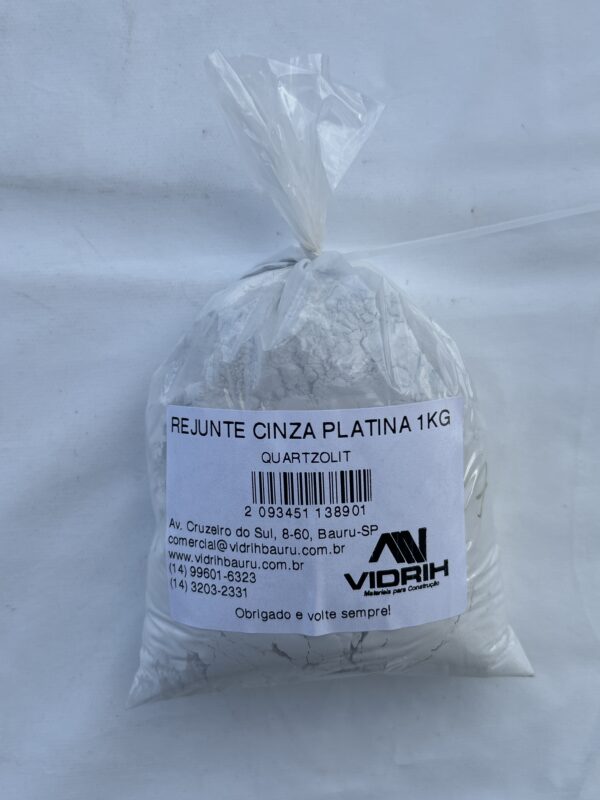 REJUNTE CINZA PLATINA 1KG
QUARTZOLIT
2 093451 138901
Av. Cruzeiro do Sul, 8-60, Bauru-SP
comercial@vidrihbauru.com.br
www.vidrihbauru.com.br
(14) 99601-6323
(14) 3203-2331
VIDRIH
Materiais para Construção
Obrigado e volte sempre!